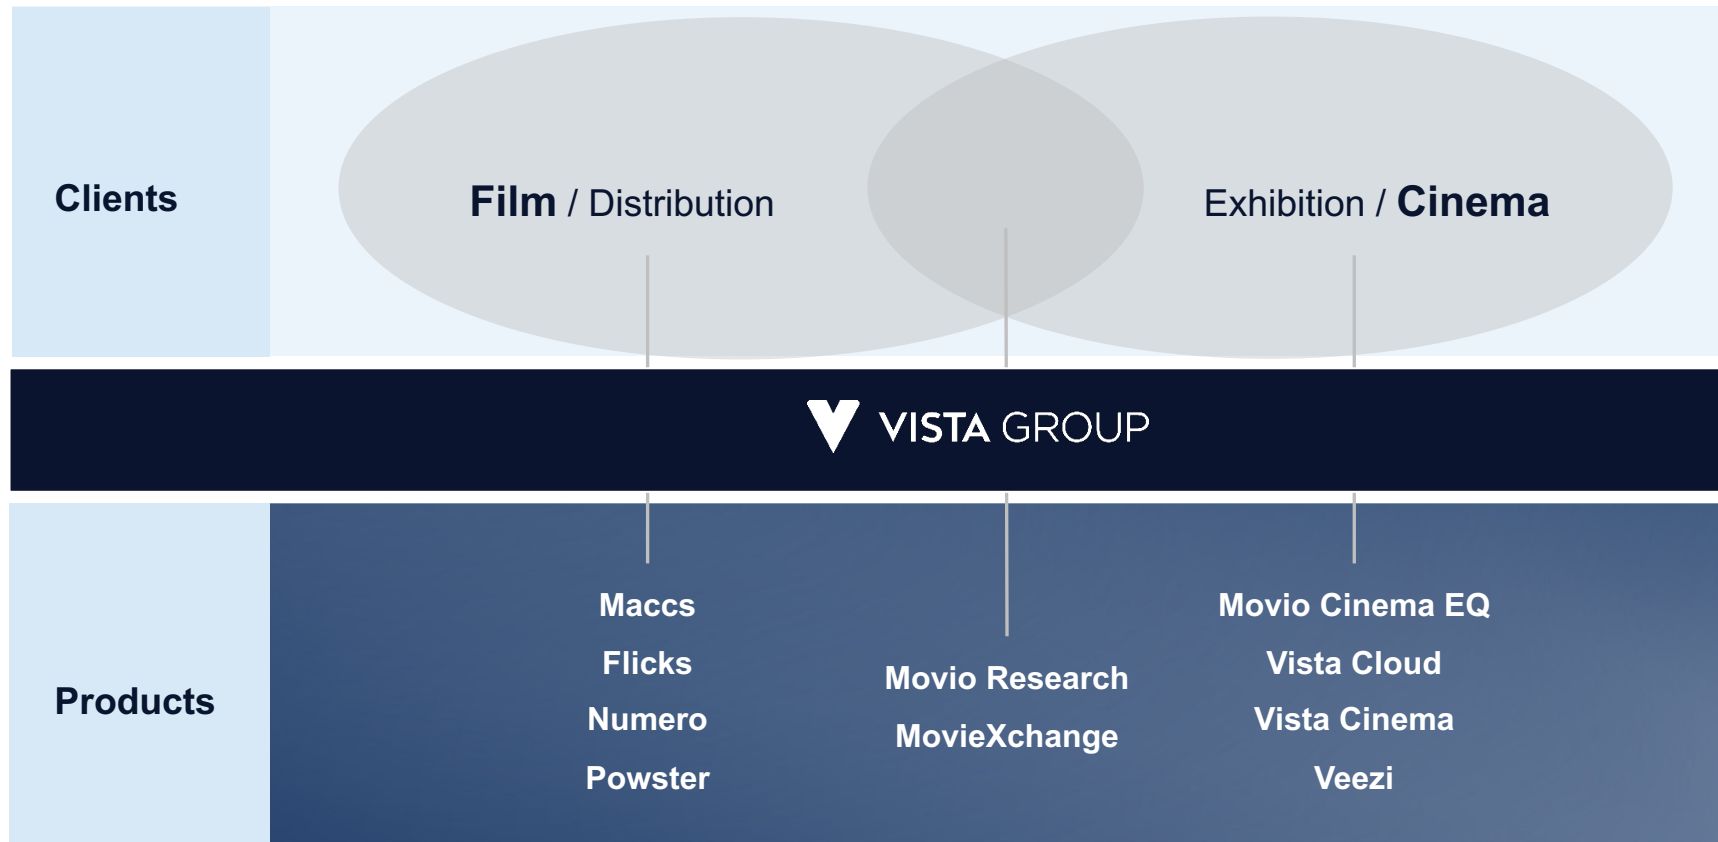 Clients
Film / Distribution
Exhibition / Cinema
VISTA GROUP
Products
Maccs
Flicks
Numero
Powster
Movio Research
MovieXchange
Movio Cinema EQ
Vista Cloud
Vista Cinema
Veezi